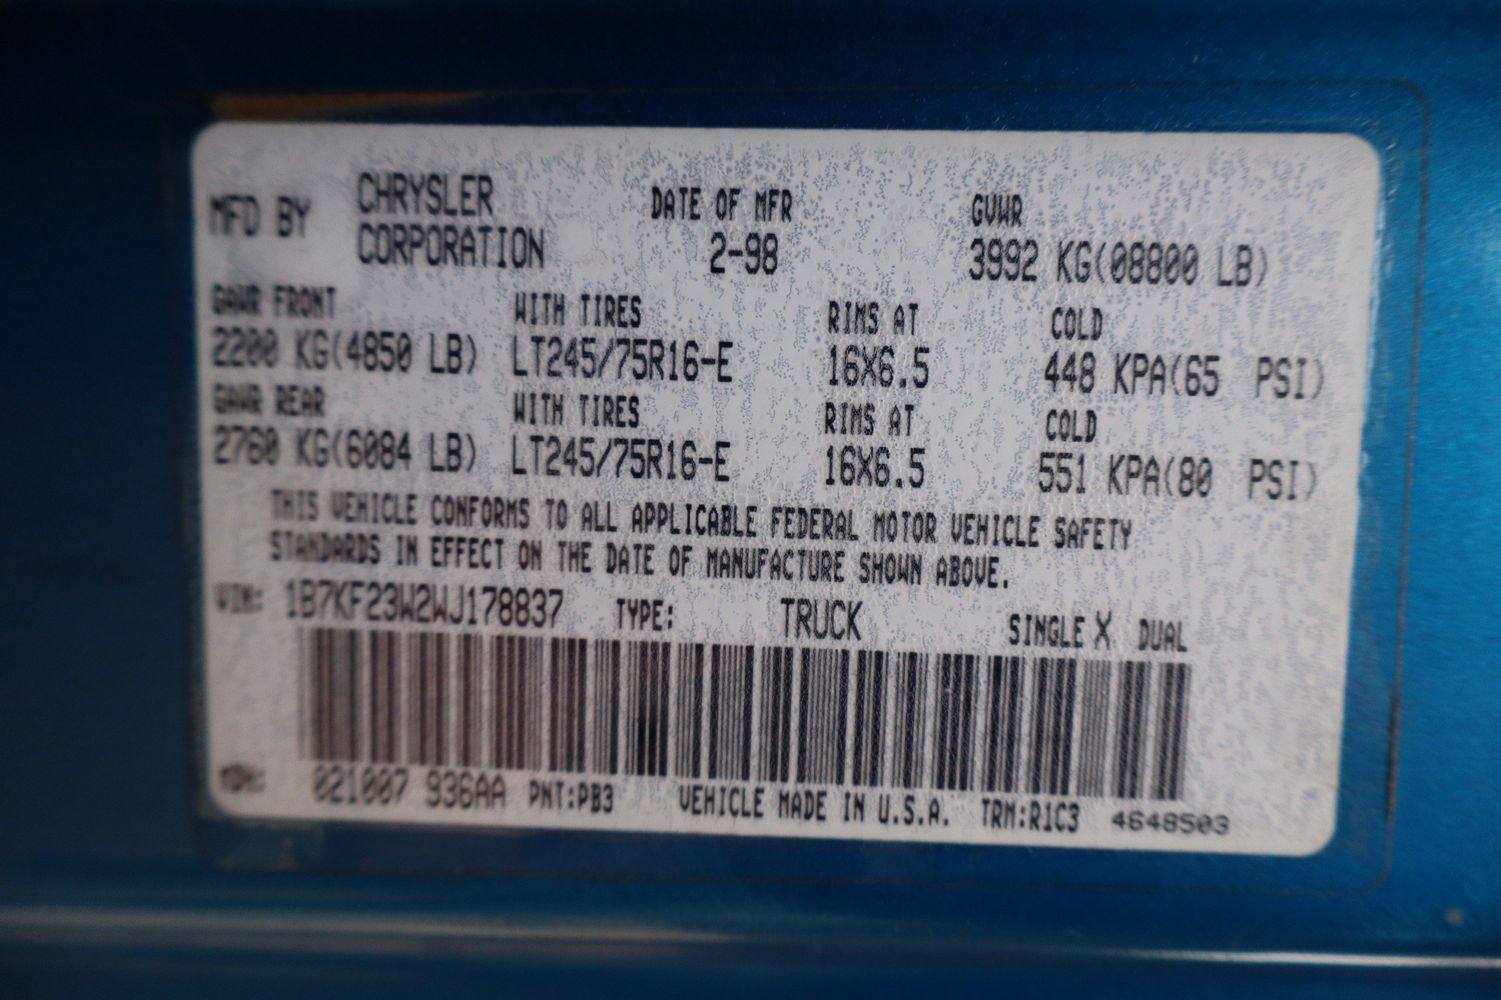 MFD BY CHRYSLER CORPORATION DATE OF MFR 2-98 GVWR 3992 KG(08800 LB)
GAWR FRONT WITH TIRES RIMS AT COLD
2200 KG(4850 LB) LT245/75R16-E 16X6.5 448 KPA(65 PSI)
GAWR REAR WITH TIRES RIMS AT COLD
2760 KG(6084 LB) LT245/75R16-E 16X6.5 551 KPA(80 PSI)
THIS VEHICLE CONFORMS TO ALL APPLICABLE FEDERAL MOTOR VEHICLE SAFETY
STANDARDS IN EFFECT ON THE DATE OF MANUFACTURE SHOWN ABOVE.
VIN: 1B7KF23W2WJ178837 TYPE: TRUCK SINGLE X DUAL
MDH: 021007 936AA PNT:PB3 VEHICLE MADE IN U.S.A. TRM:R1C3 4648503